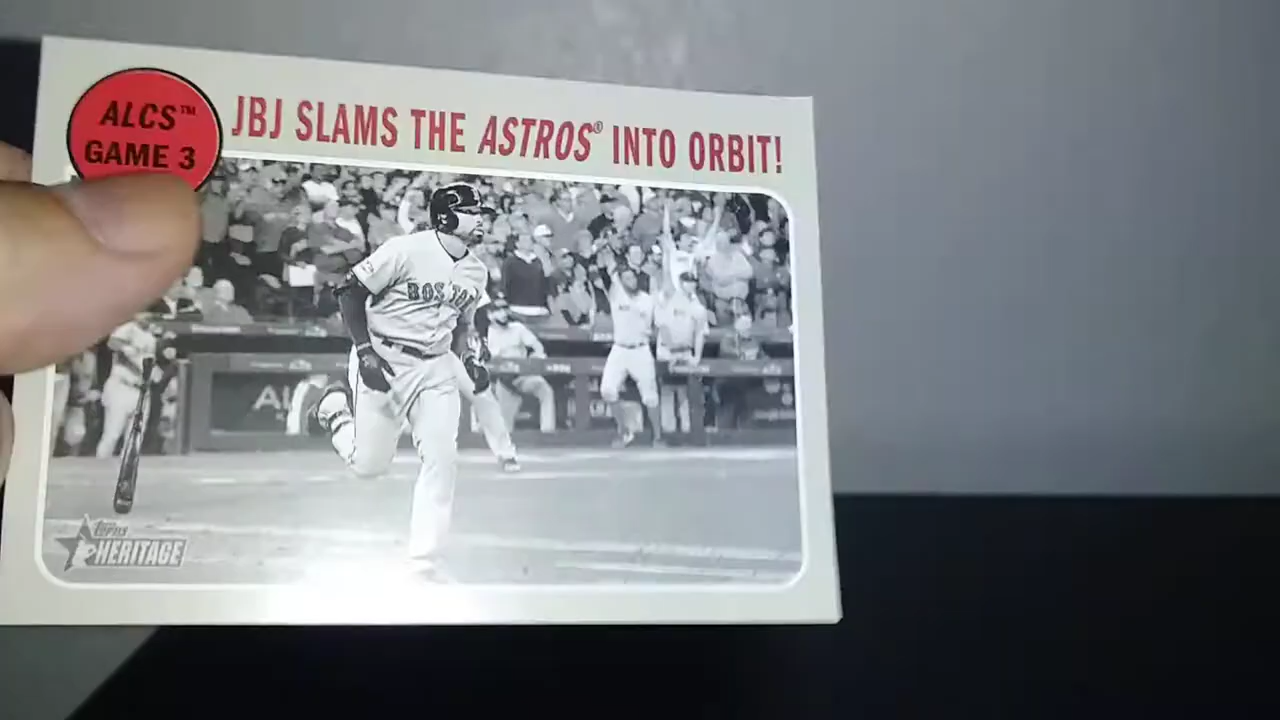 ALCS™
GAME 3
JBJ SLAMS THE ASTROS® INTO ORBIT!
BOSTON
Topps
HERITAGE